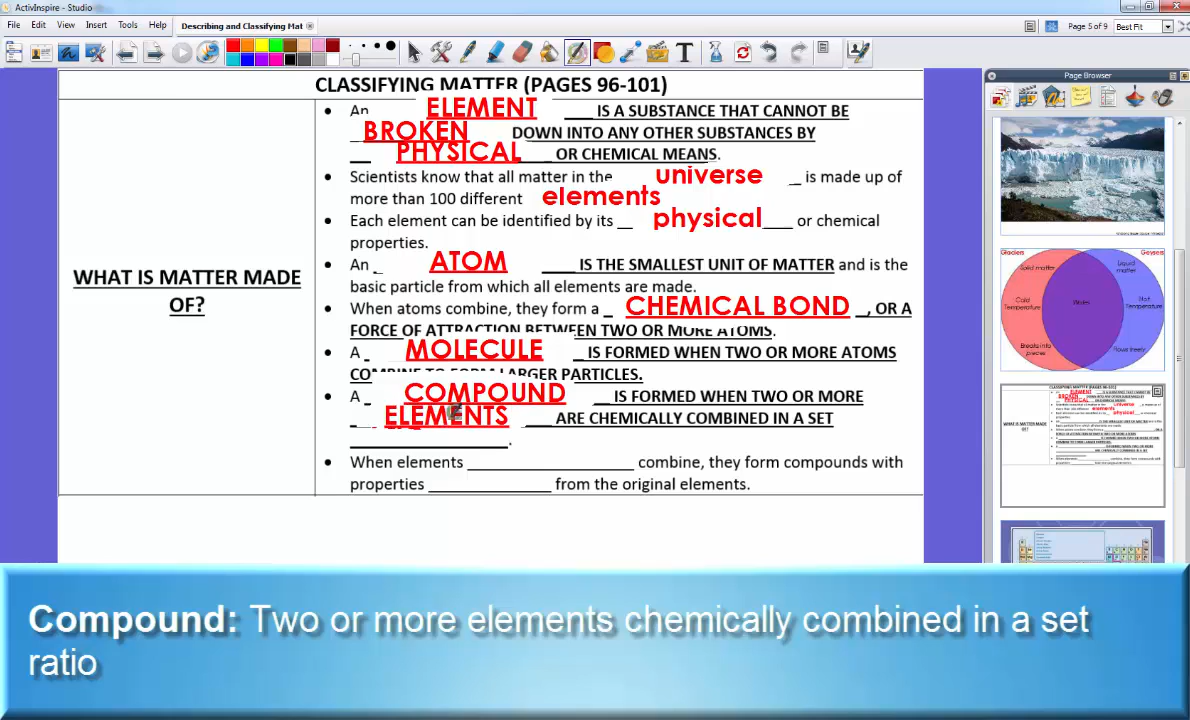 ActivInspire - Studio
File Edit View Insert Tools Help
Describing and Classifying Mat
Page 5 of 9
Best Fit
Page Browser
CLASSIFYING MATTER (PAGES 96-101)
WHAT IS MATTER MADE
OF?
An ELEMENT ___ IS A SUBSTANCE THAT CANNOT BE
BROKEN DOWN INTO ANY OTHER SUBSTANCES BY
PHYSICAL OR CHEMICAL MEANS.
Scientists know that all matter in the universe is made up of
more than 100 different elements
Each element can be identified by its physical or chemical
properties.
An ATOM IS THE SMALLEST UNIT OF MATTER and is the
basic particle from which all elements are made.
When atoms combine, they form a CHEMICAL BOND, OR A
FORCE OF ATTRACTION BETWEEN TWO OR MORE ATOMS.
A MOLECULE IS FORMED WHEN TWO OR MORE ATOMS
COMBINE TO FORM LARGER PARTICLES.
A COMPOUND IS FORMED WHEN TWO OR MORE
ELEMENTS ARE CHEMICALLY COMBINED IN A SET
_______________.
When elements _______________ combine, they form compounds with
properties _______________ from the original elements.
Glaciers
Geysers
Solid matter
Liquid
matter
Cold
Temperature
Water
Hot
Temperature
Breaks into
pieces
Flows freely
Compound: Two or more elements chemically combined in a set
ratio